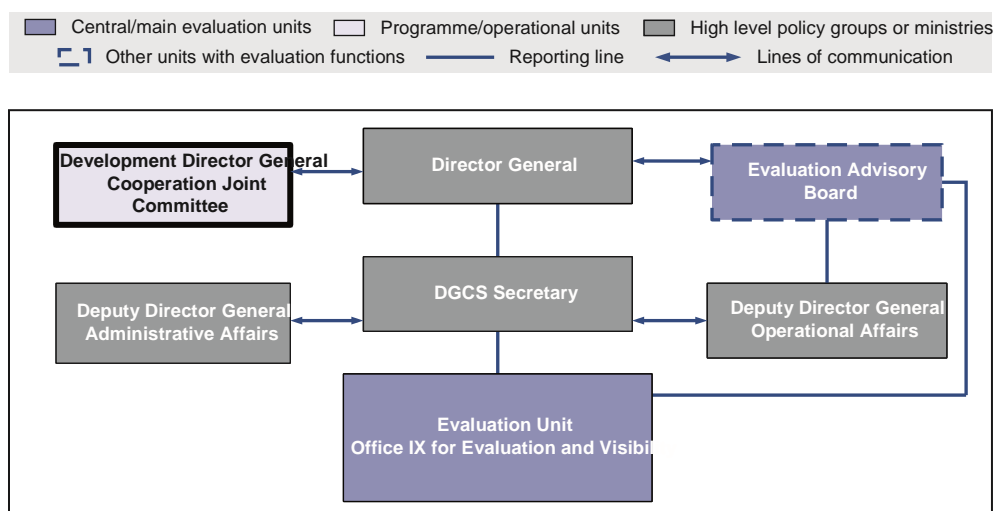 Central/main evaluation units Programme/operational units High level policy groups or ministries
Other units with evaluation functions Reporting line Lines of communication
Development Director General
Cooperation Joint
Committee
Director General
Evaluation Advisory
Board
Deputy Director General
Administrative Affairs
DGCS Secretary
Deputy Director General
Operational Affairs
Evaluation Unit
Office IX for Evaluation and Visibil